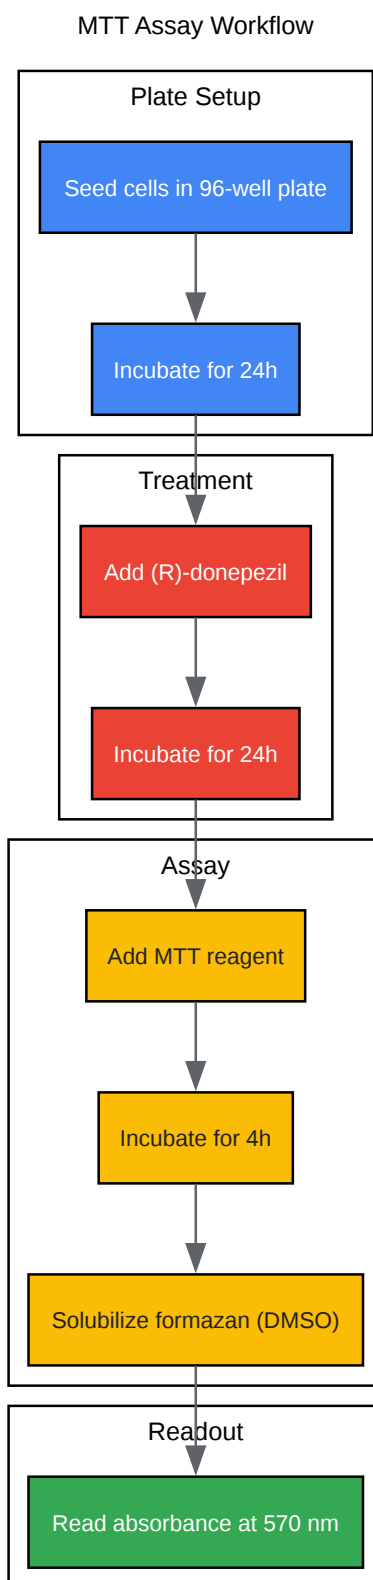 MTT Assay Workflow
Plate Setup
Seed cells in 96-well plate
Incubate for 24h
Treatment
Add (R)-donepezil
Incubate for 24h
Assay
Add MTT reagent
Incubate for 4h
Solubilize formazan (DMSO)
Readout
Read absorbance at 570 nm